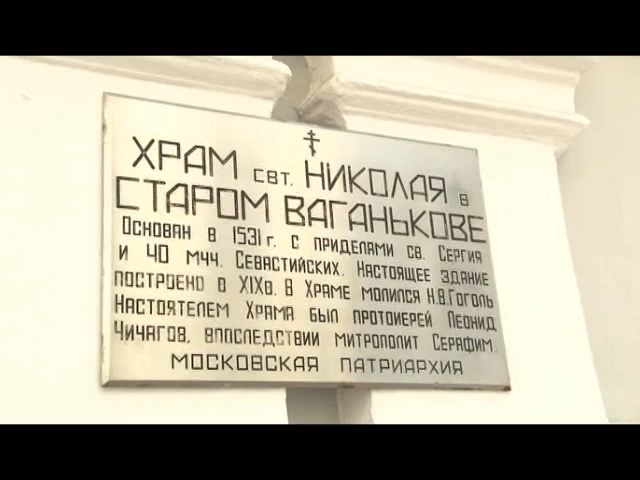 ХРАМ СВТ. НИКОЛАЯ В
СТАРОМ ВАГАНЬКОВЕ
ОСНОВАН В 1531 Г. С ПРИДЕЛАМИ СВ. СЕРГИЯ
И 40 МЧЧ. СЕВАСТИЙСКИХ. НАСТОЯЩЕЕ ЗДАНИЕ
ПОСТРОЕНО В XIXВ. В ХРАМЕ МОЛИЛСЯ Н.В.ГОГОЛЬ
НАСТОЯТЕЛЕМ ХРАМА БЫЛ ПРОТОИЕРЕЙ ЛЕОНИД
ЧИЧАГОВ, ВПОСЛЕДСТВИИ МИТРОПОЛИТ СЕРАФИМ.
МОСКОВСКАЯ ПАТРИАРХИЯ